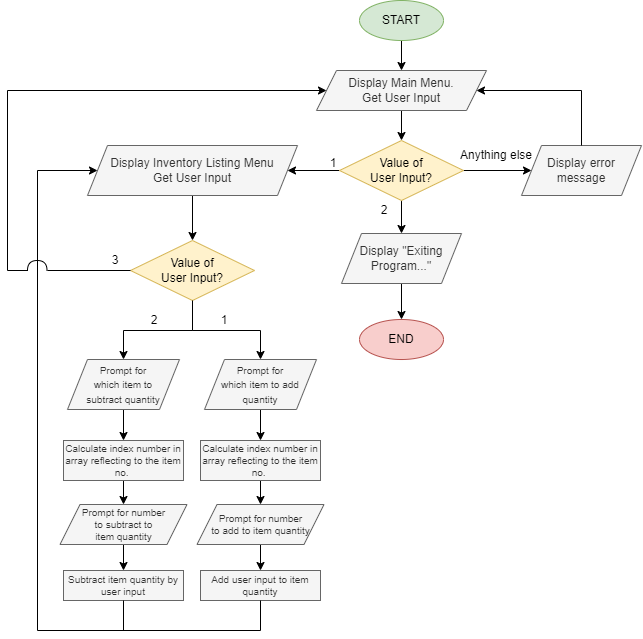 START
Display Main Menu.
Get User Input
Value of
User Input?
Anything else
Display error
message
1
2
Display "Exiting
Program..."
END
Display Inventory Listing Menu
Get User Input
Value of
User Input?
3
2
1
Prompt for
which item to
subtract quantity
Prompt for
which item to add
quantity
Calculate index number in
array reflecting to the item
no.
Calculate index number in
array reflecting to the item
no.
Prompt for number
to subtract to
item quantity
Prompt for number
to add to item quantity
Subtract item quantity by
user input
Add user input to item
quantity